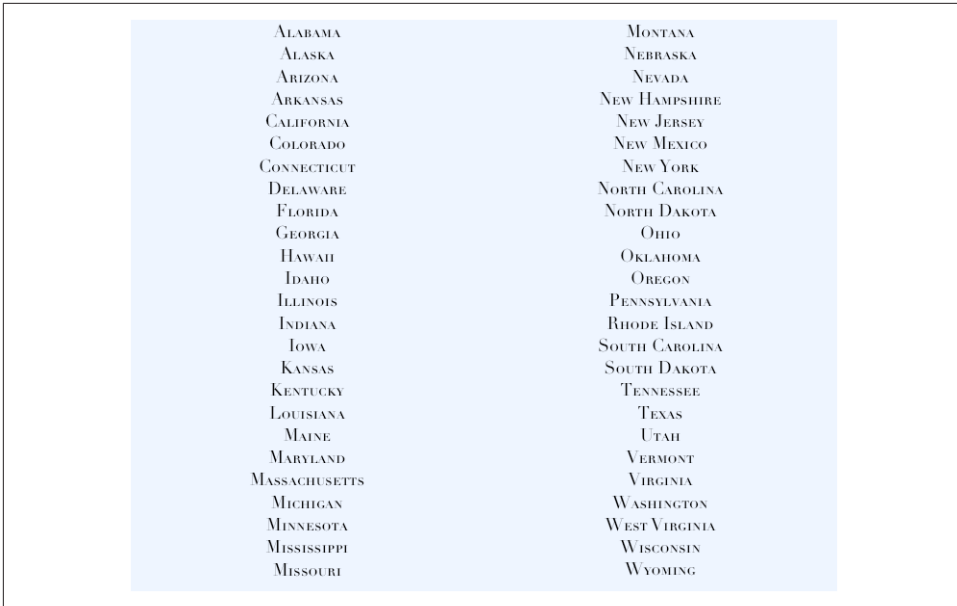 Alabama
Alaska
Arizona
Arkansas
California
Colorado
Connecticut
Delaware
Florida
Georgia
Hawaii
Idaho
Illinois
Indiana
Iowa
Kansas
Kentucky
Louisiana
Maine
Maryland
Massachusetts
Michigan
Minnesota
Mississippi
Missouri
Montana
Nebraska
Nevada
New Hampshire
New Jersey
New Mexico
New York
North Carolina
North Dakota
Ohio
Oklahoma
Oregon
Pennsylvania
Rhode Island
South Carolina
South Dakota
Tennessee
Texas
Utah
Vermont
Virginia
Washington
West Virginia
Wisconsin
Wyoming